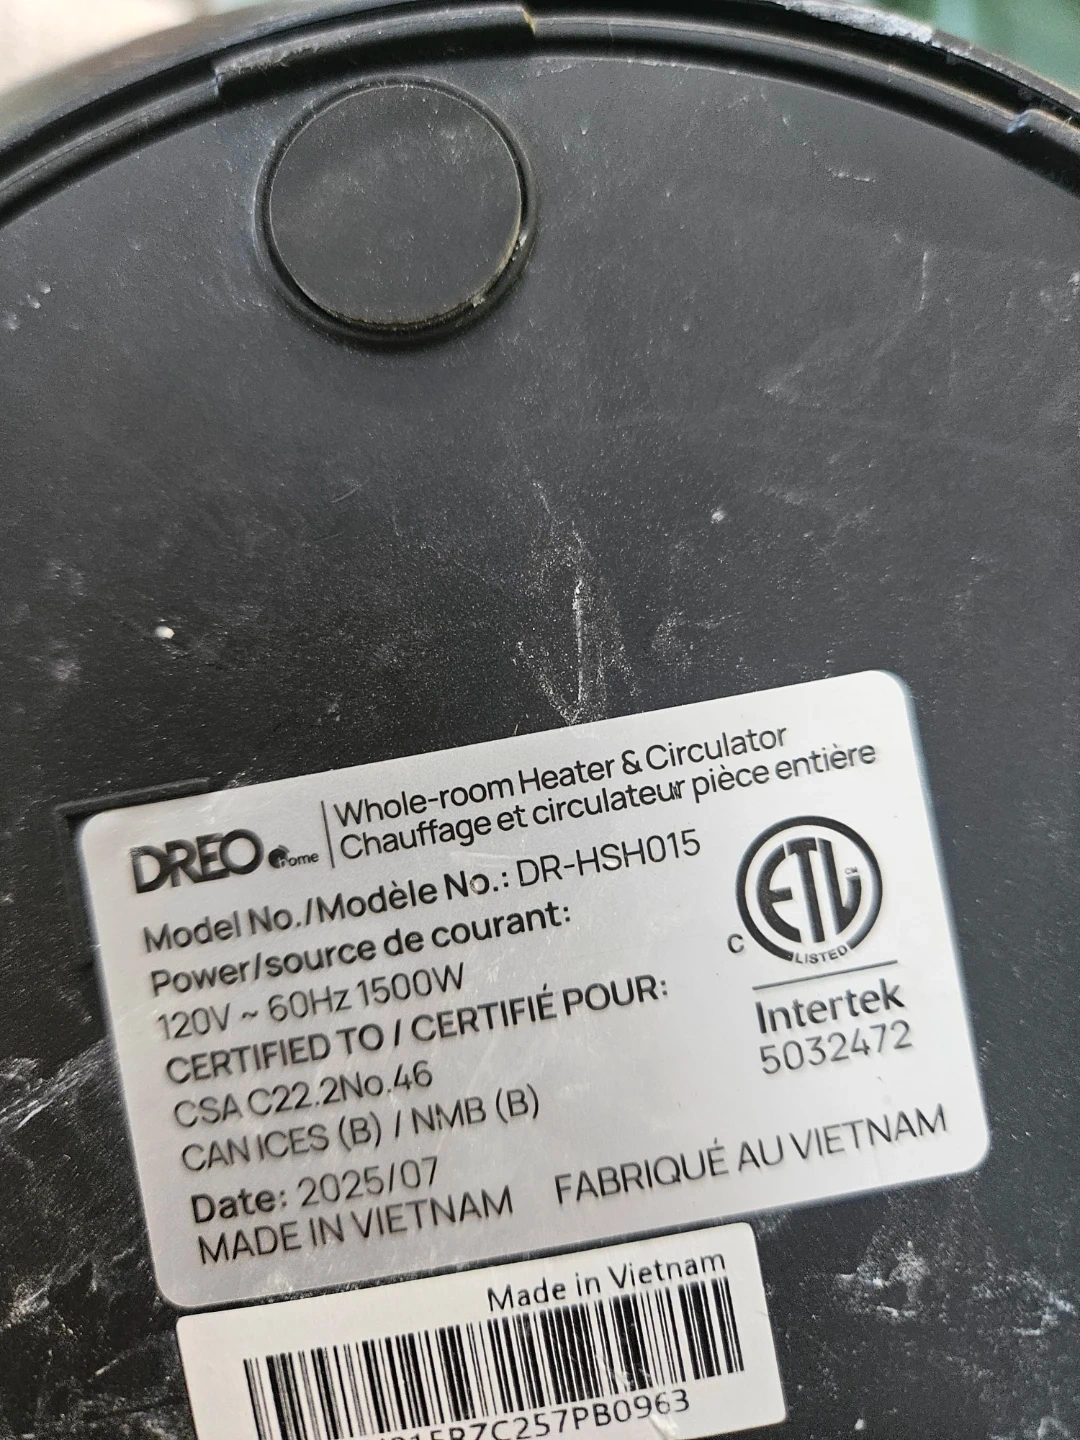 DREO home
Whole-room Heater & Circulator
Chauffage et circulateur pièce entière
Model No./Modèle No.: DR-HSH015
Power/source de courant:
120V ~ 60Hz 1500W
CERTIFIED TO / CERTIFIÉ POUR:
CSA C22.2No.46
CAN ICES (B) / NMB (B)
Date: 2025/07
MADE IN VIETNAM FABRIQUÉ AU VIETNAM
ETL CM
C LISTED
Intertek
5032472
Made in Vietnam